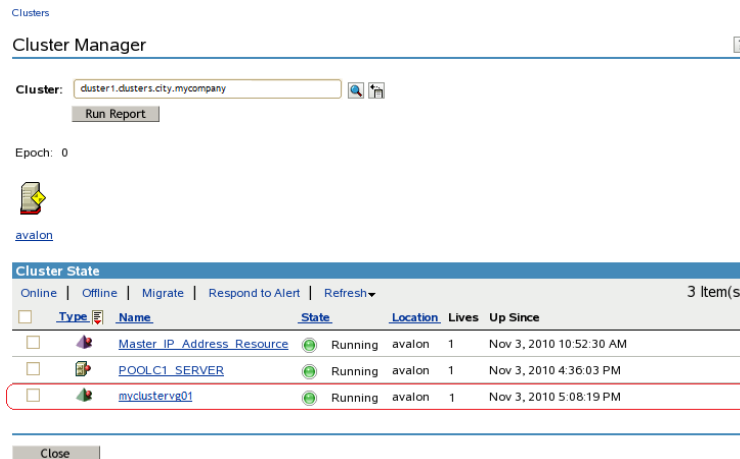 Clusters
Cluster Manager
Cluster: cluster1.clusters.city.mycompany
Run Report
Epoch: 0
avalon
Cluster State
Online | Offline | Migrate | Respond to Alert | Refresh 3 Item(s
Type Name State Location Lives Up Since
Master_IP_Address_Resource Running avalon 1 Nov 3, 2010 10:52:30 AM
POOLC1_SERVER Running avalon 1 Nov 3, 2010 4:36:03 PM
myclustervg01 Running avalon 1 Nov 3, 2010 5:08:19 PM
Close